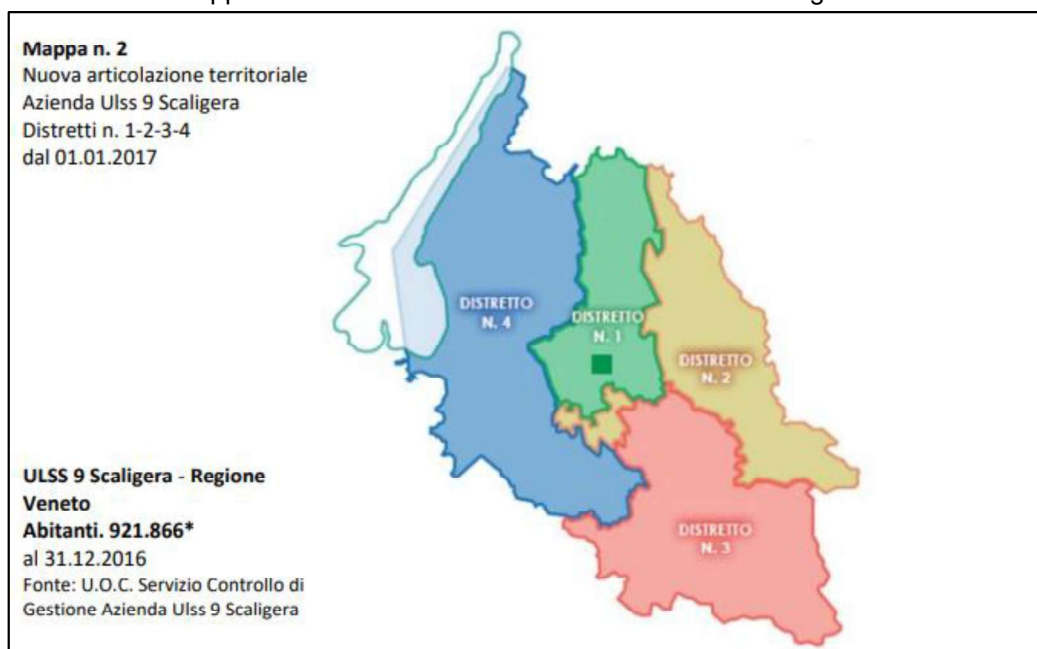 Mappa n. 2
Nuova articolazione territoriale
Azienda Ulss 9 Scaligera
Distretti n. 1-2-3-4
dal 01.01.2017
DISTRETTO
N. 4
DISTRETTO
N. 1
DISTRETTO
N. 2
DISTRETTO
N. 3
ULSS 9 Scaligera - Regione
Veneto
Abitanti. 921.866*
al 31.12.2016
Fonte: U.O.C. Servizio Controllo di
Gestione Azienda Ulss 9 Scaligera